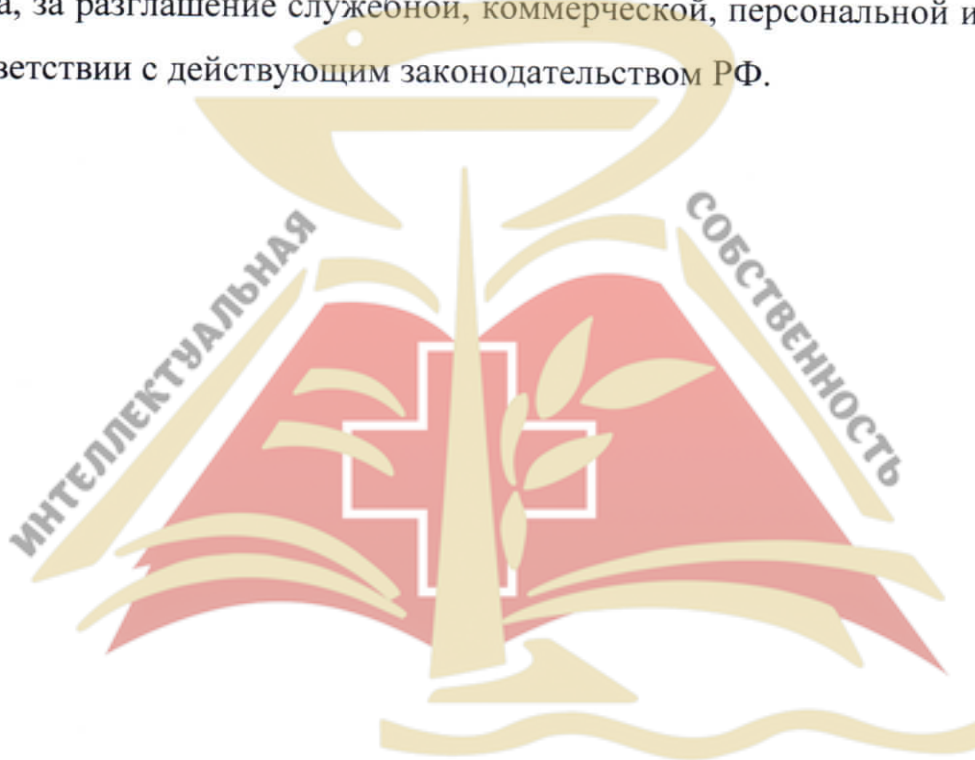 а, за разглашение служебной, коммерческой, персональной и
ветствии с действующим законодательством РФ.
ИНТЕЛЛЕКТУАЛЬНАЯ
СОБСТВЕННОСТЬ